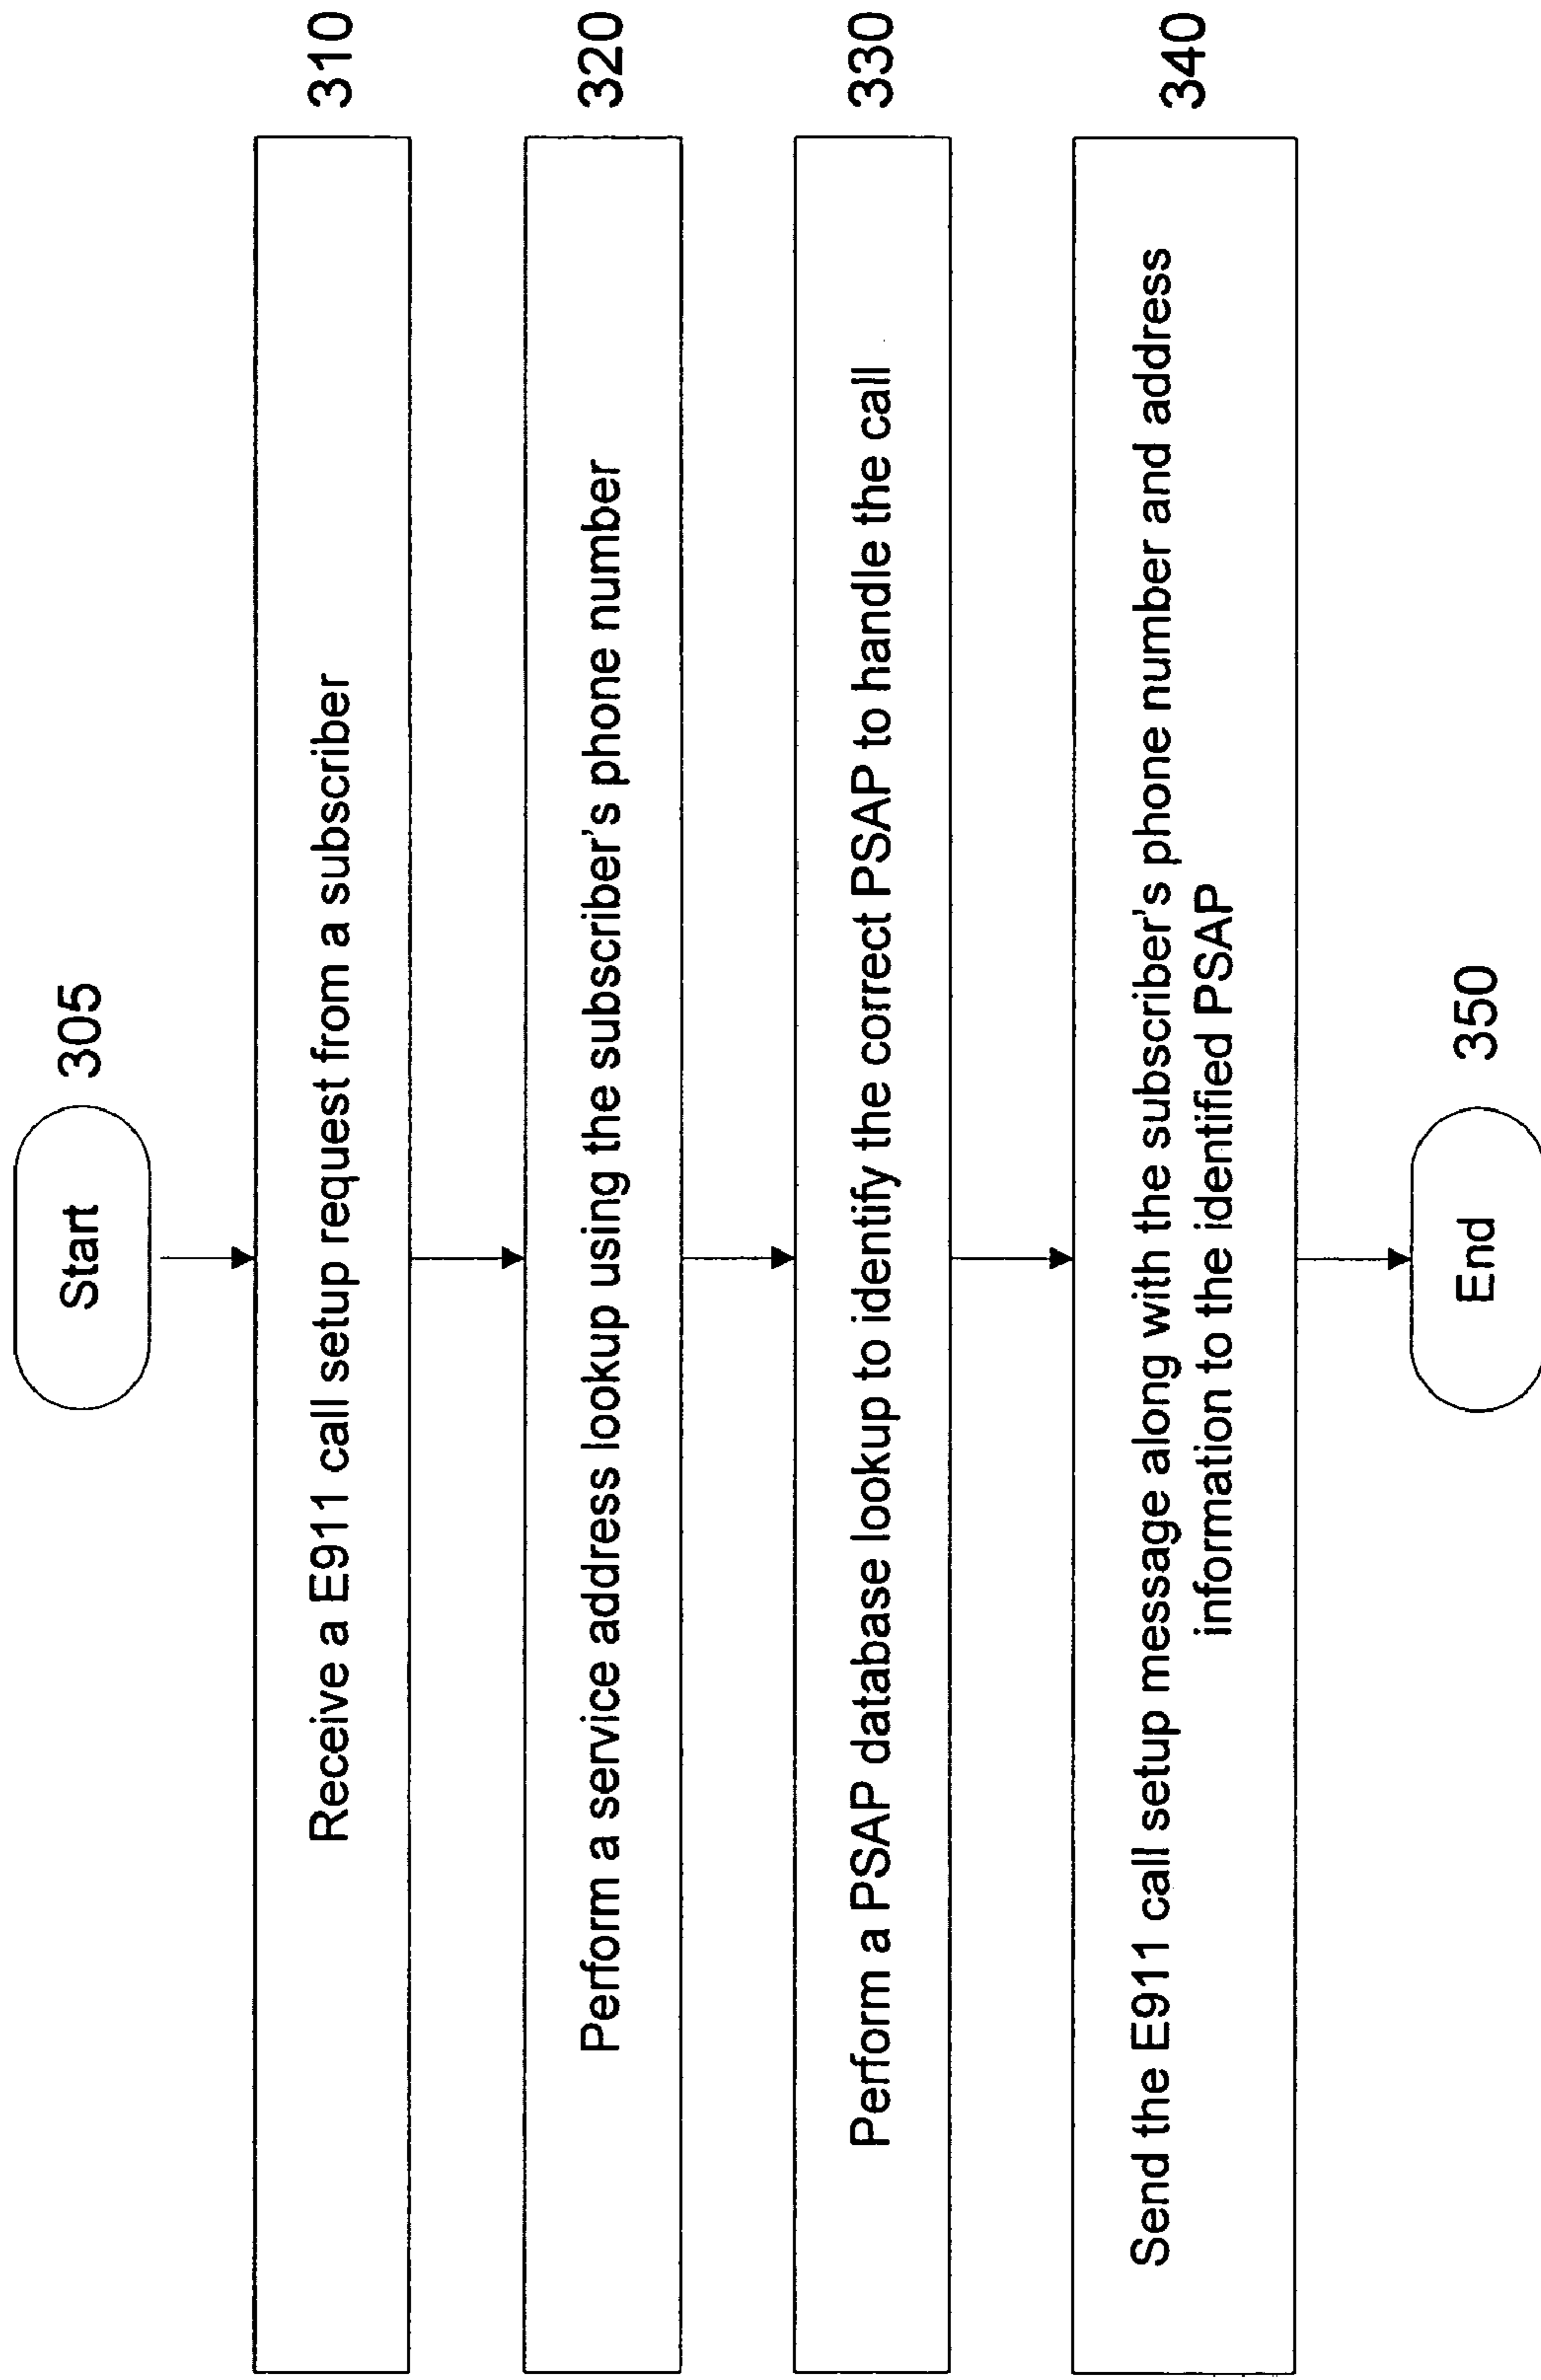 Start
305
Receive a E911 call setup request from a subscriber
310
Perform a service address lookup using the subscriber's phone number
320
Perform a PSAP database lookup to identify the correct PSAP to handle the call
330
Send the E911 call setup message along with the subscriber's phone number and address
information to the identified PSAP
340
End
350